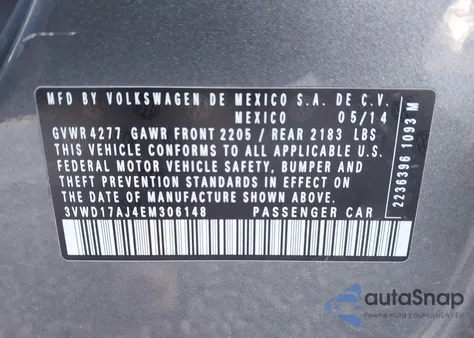 MFD BY VOLKSWAGEN DE MEXICO S.A. DE C.V.
MEXICO 05/14
GVWR 4277 GAWR FRONT 2205 / REAR 2183 LBS
THIS VEHICLE CONFORMS TO ALL APPLICABLE U.S.
FEDERAL MOTOR VEHICLE SAFETY, BUMPER AND
THEFT PREVENTION STANDARDS IN EFFECT ON
THE DATE OF MANUFACTURE SHOWN ABOVE.
3VWD17AJ4EM306148 PASSENGER CAR
2236396 1093 M
autoSnap